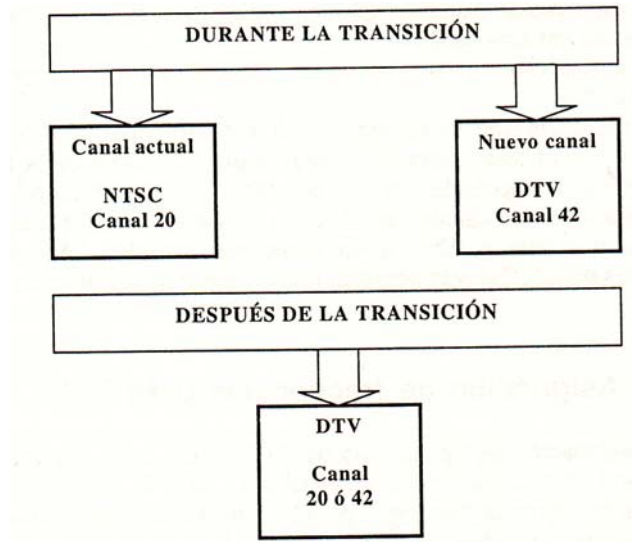 DURANTE LA TRANSICIÓN
Canal actual
NTSC
Canal 20
Nuevo canal
DTV
Canal 42
DESPUÉS DE LA TRANSICIÓN
DTV
Canal
20 ó 42